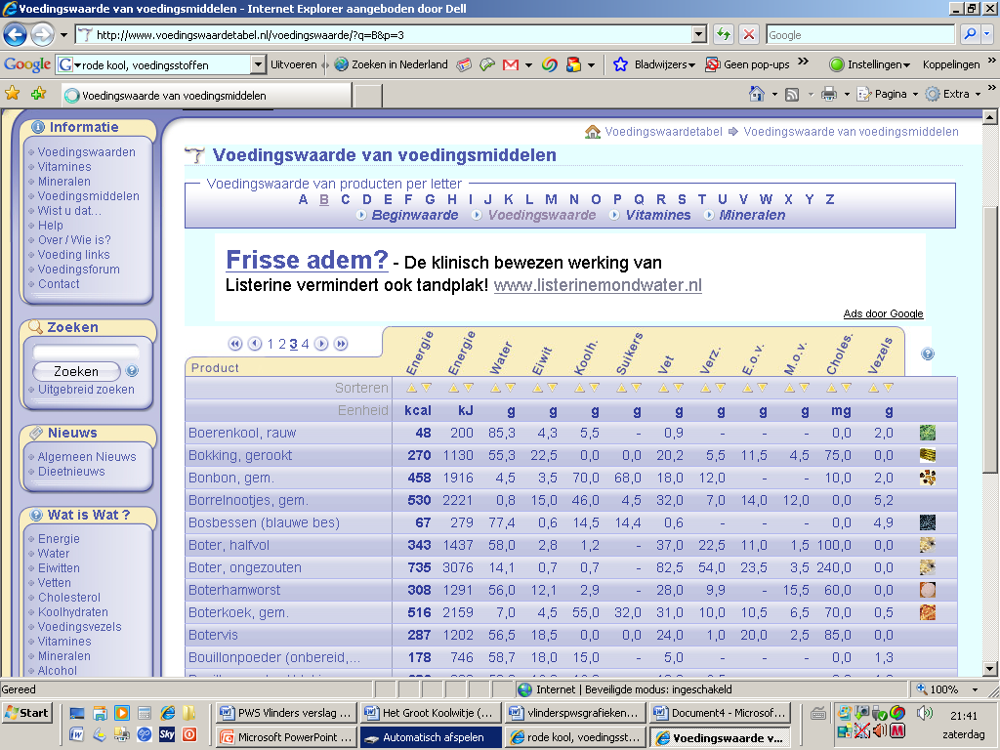 Voedingswaarde van voedingsmiddelen - Internet Explorer aangeboden door Dell
http://www.voedingswaardetabel.nl/voedingswaarde/?q=B&p=3
Google
Google G rode kool, voedingsstoffen Uitvoeren Zoeken in Nederland Bladwijzers Geen pop-ups Instellingen Koppelingen
Voedingswaarde van voedingsmiddelen Pagina Extra
Informatie
Voedingswaarden
Vitamines
Mineralen
Voedingsmiddelen
Wist u dat...
Help
Over / Wie is?
Voeding links
Voedingsforum
Contact
Zoeken
Zoeken
Uitgebreid zoeken
Nieuws
Algemeen Nieuws
Dieetnieuws
Wat is Wat ?
Energie
Water
Eiwitten
Vetten
Cholesterol
Koolhydraten
Voedingsvezels
Vitamines
Mineralen
Alcohol
Voedingswaardetabel Voedingswaarde van voedingsmiddelen
Voedingswaarde van voedingsmiddelen
Voedingswaarde van producten per letter
A B C D E F G H I J K L M N O P Q R S T U V W X Y Z
Beginwaarde Voedingswaarde Vitamines Mineralen
Frisse adem? - De klinisch bewezen werking van
Listerine vermindert ook tandplak! www.listerinemondwater.nl
Ads door Google
1 2 3 4
Product Energie Energie Water Eiwit Koolh. Suikers Vet Verz. E.o.v. M.o.v. Choles. Vezels
Sorteren
Eenheid kcal kJ g g g g g g g g mg g
Boerenkool, rauw 48 200 85,3 4,3 5,5 - 0,9 - - - 0,0 2,0
Bokking, gerookt 270 1130 55,3 22,5 0,0 0,0 20,2 5,5 11,5 4,5 75,0 0,0
Bonbon, gem. 458 1916 4,5 3,5 70,0 68,0 18,0 12,0 - - 10,0 2,0
Borrelnootjes, gem. 530 2221 0,8 15,0 46,0 4,5 32,0 7,0 14,0 12,0 0,0 5,2
Bosbessen (blauwe bes) 67 279 77,4 0,6 14,5 14,4 0,6 - - - 0,0 4,9
Boter, halfvol 343 1437 58,0 2,8 1,2 - 37,0 22,5 11,0 1,5 100,0 0,0
Boter, ongezouten 735 3076 14,1 0,7 0,7 - 82,5 54,0 23,5 3,5 240,0 0,0
Boterhamworst 308 1291 56,0 12,1 2,9 - 28,0 9,9 - 15,5 60,0 0,0
Boterkoek, gem. 516 2159 7,0 4,5 55,0 32,0 31,0 10,0 10,5 6,5 70,0 0,5
Botervis 287 1202 56,5 18,5 0,0 0,0 24,0 1,0 20,0 2,5 85,0 0,0
Bouillonpoeder (onbereid,... 178 746 58,7 18,0 15,0 - 5,0 - - - 0,0 1,3
Gereed Internet | Beveiligde modus: ingeschakeld 100%
Start PWS Vlinders verslag ... Het Groot Koolwitje (... vlinderspwsgrafieken... Document4 - Microsof... 21:41
Sky Microsoft PowerPoint ... Automatisch afspelen rode kool, voedingsst... Voedingswaarde v... zaterdag